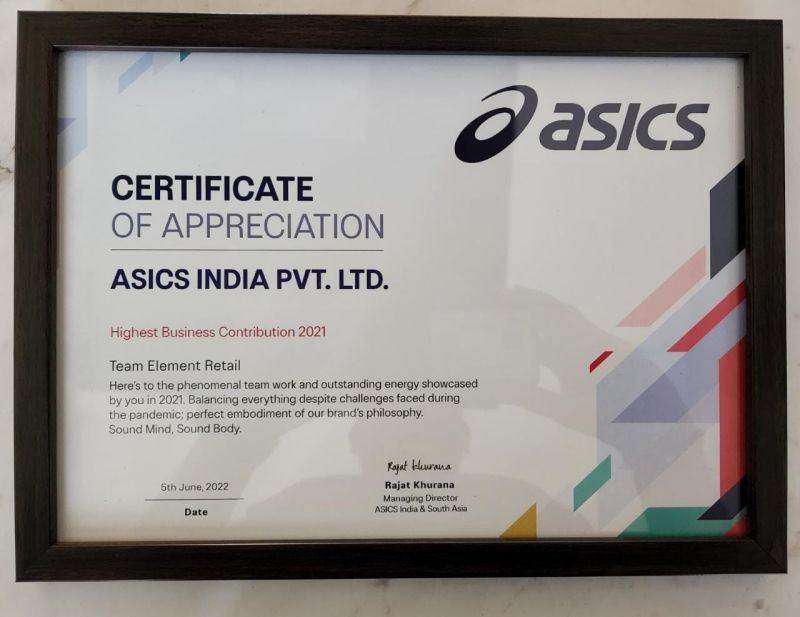 asics
CERTIFICATE
OF APPRECIATION
ASICS INDIA PVT. LTD.
Highest Business Contribution 2021
Team Element Retail
Here's to the phenomenal team work and outstanding energy showcased
by you in 2021. Balancing everything despite challenges faced during
the pandemic; perfect embodiment of our brand's philosophy.
Sound Mind, Sound Body.
5th June, 2022
Date
Rajat Khurana
Rajat Khurana
Managing Director
ASICS India & South Asia